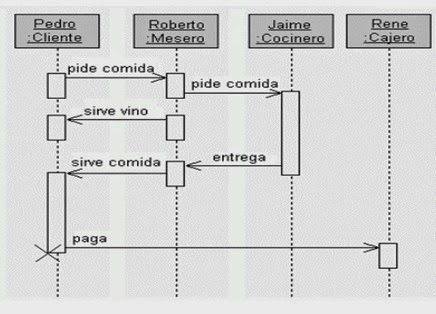 Pedro
:Cliente
Roberto
:Mesero
Jaime
:Cocinero
Rene
:Cajero
pide comida
pide comida
sirve vino
entrega
sirve comida
paga